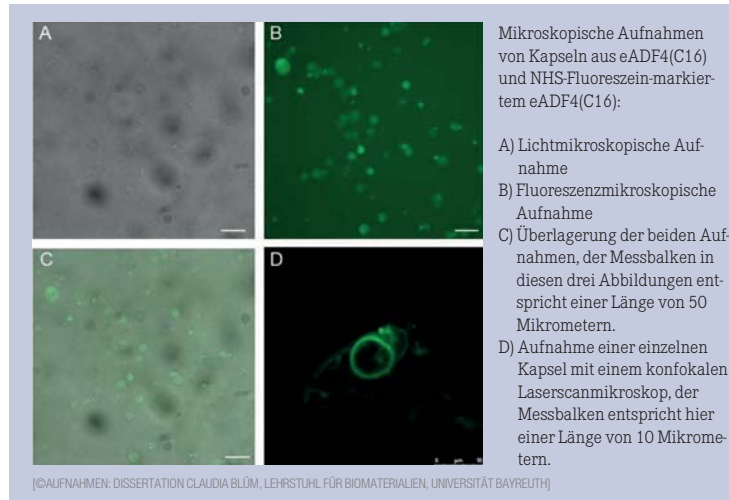 A
B
C
D
Mikroskopische Aufnahmen
von Kapseln aus eADF4(C16)
und NHS-Fluoreszein-markier-
tem eADF4(C16):
A) Lichtmikroskopische Auf-
nahme
B) Fluoreszenzmikroskopische
Aufnahme
C) Überlagerung der beiden Auf-
nahmen, der Messbalken in
diesen drei Abbildungen ent-
spricht einer Länge von 50
Mikrometern.
D) Aufnahme einer einzelnen
Kapsel mit einem konfokalen
Laserscanmikroskop, der
Messbalken entspricht hier
einer Länge von 10 Mikrome-
tern.
[©AUFNAHMEN: DISSERTATION CLAUDIA BLÜM, LEHRSTUHL FÜR BIOMATERIALIEN, UNIVERSITÄT BAYREUTH]